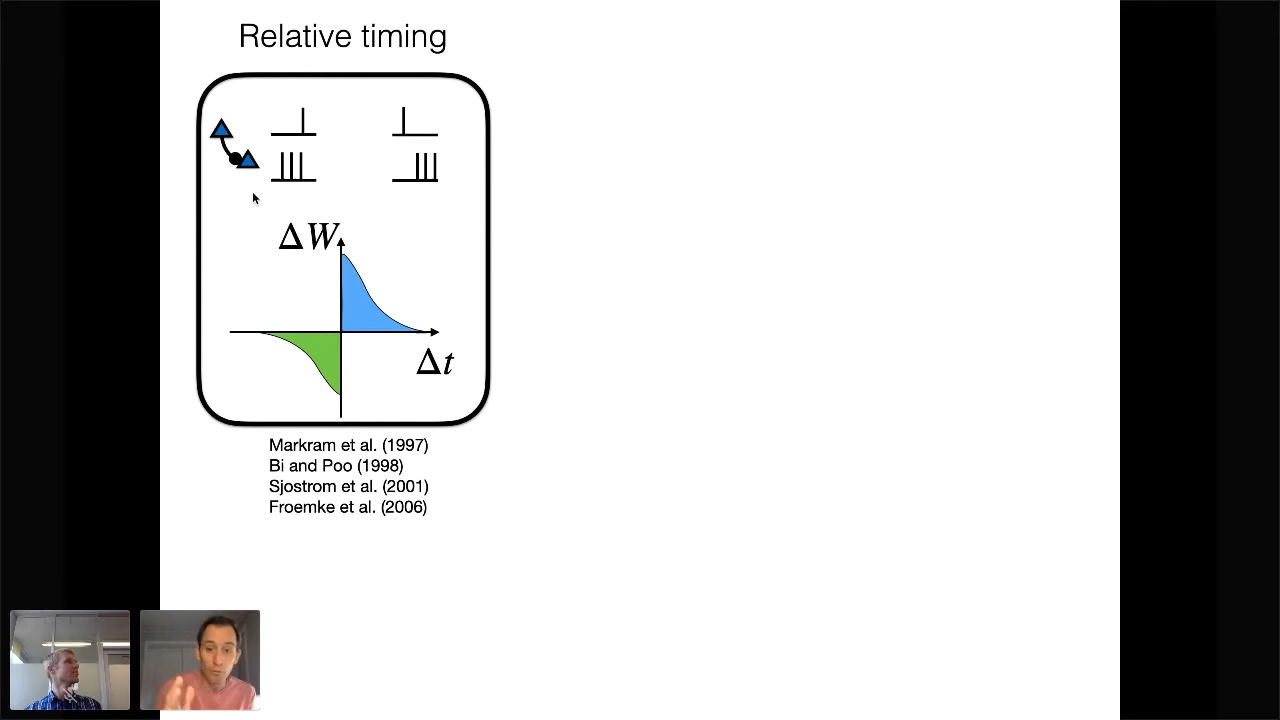 Relative timing
ΔW
Δt
Markram et al. (1997)
Bi and Poo (1998)
Sjostrom et al. (2001)
Froemke et al. (2006)